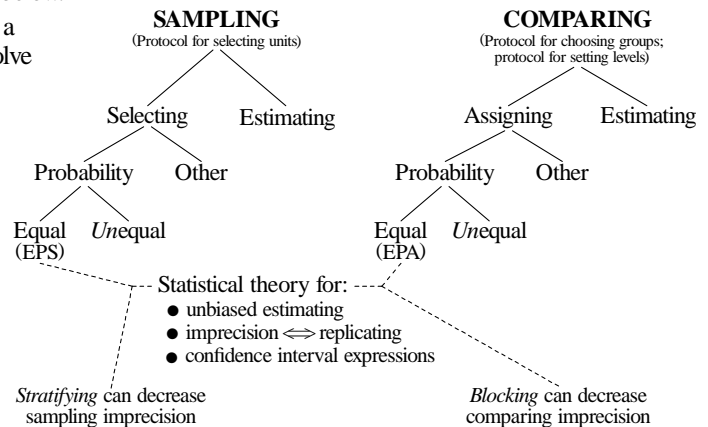 a
olve
SAMPLING
(Protocol for selecting units)
Selecting Estimating
Probability Other
Equal Unequal
(EPS)
COMPARING
(Protocol for choosing groups;
protocol for setting levels)
Assigning Estimating
Probability Other
Equal Unequal
(EPA)
Statistical theory for:
● unbiased estimating
● imprecision ⟺ replicating
● confidence interval expressions
Stratifying can decrease
sampling imprecision
Blocking can decrease
comparing imprecision